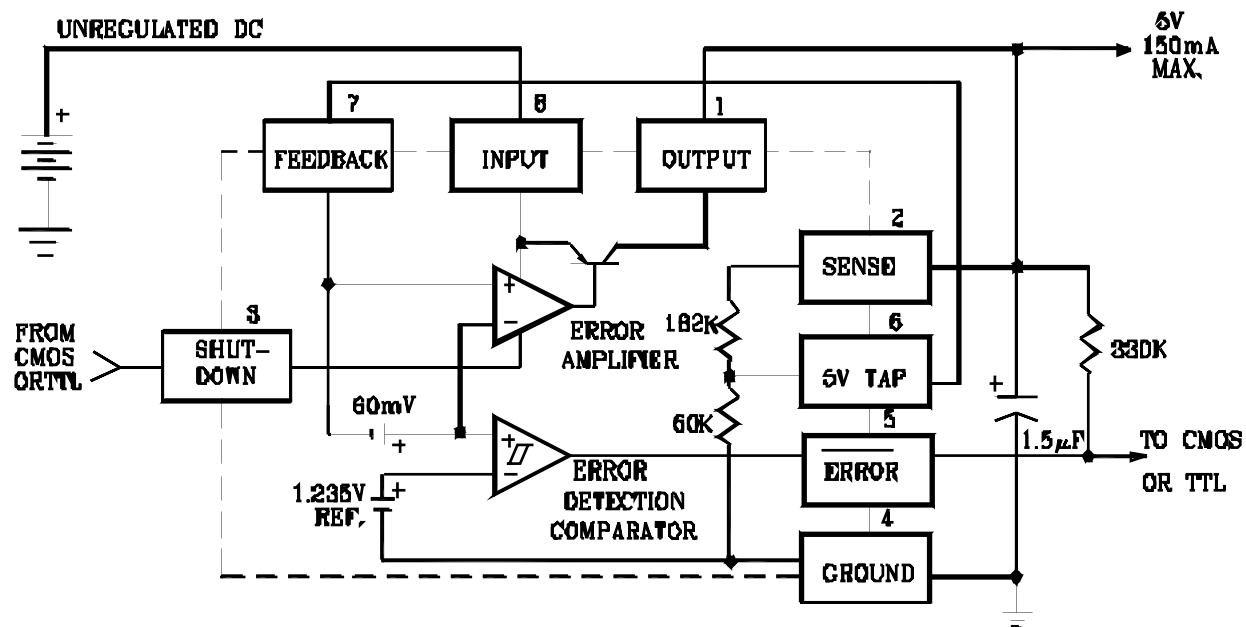 UNREGULATED DC
5V
150mA
MAX.
7
8
1
FEEDBACK
INPUT
OUTPUT
2
SENSE
+
FROM
CMOS
ORTTL
3
SHUT-
DOWN
+
−
ERROR
AMPLIFIER
182K
6
5V TAP
330K
+
60mV
+
60K
5
1.5μF
TO CMOS
OR TTL
+
−
ERROR
DETECTION
COMPARATOR
ERROR
1.235V
REF.
+
4
GROUND